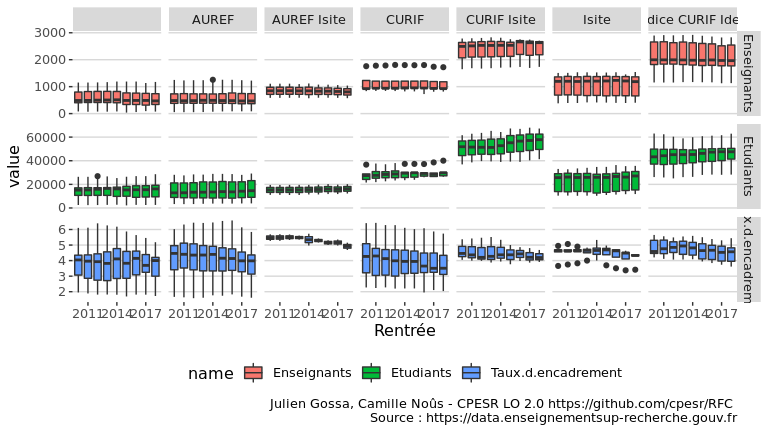 AUREF AUREF Isite CURIF CURIF Isite Isite dice CURIF Ide
3000
2000
1000
0
Enseignants
60000
40000
20000
0
Etudiants
value
6
5
4
3
2
x.d.encadrem
2011 2014 2017 2011 2014 2017 2011 2014 2017 2011 2014 2017 2011 2014 2017 2011 2014 2017 2011 2014 2017
Rentrée
name Enseignants Etudiants Taux.d.encadrement
Julien Gossa, Camille Noûs - CPESR LO 2.0 https://github.com/cpesr/RFC
Source : https://data.enseignementsup-recherche.gouv.fr